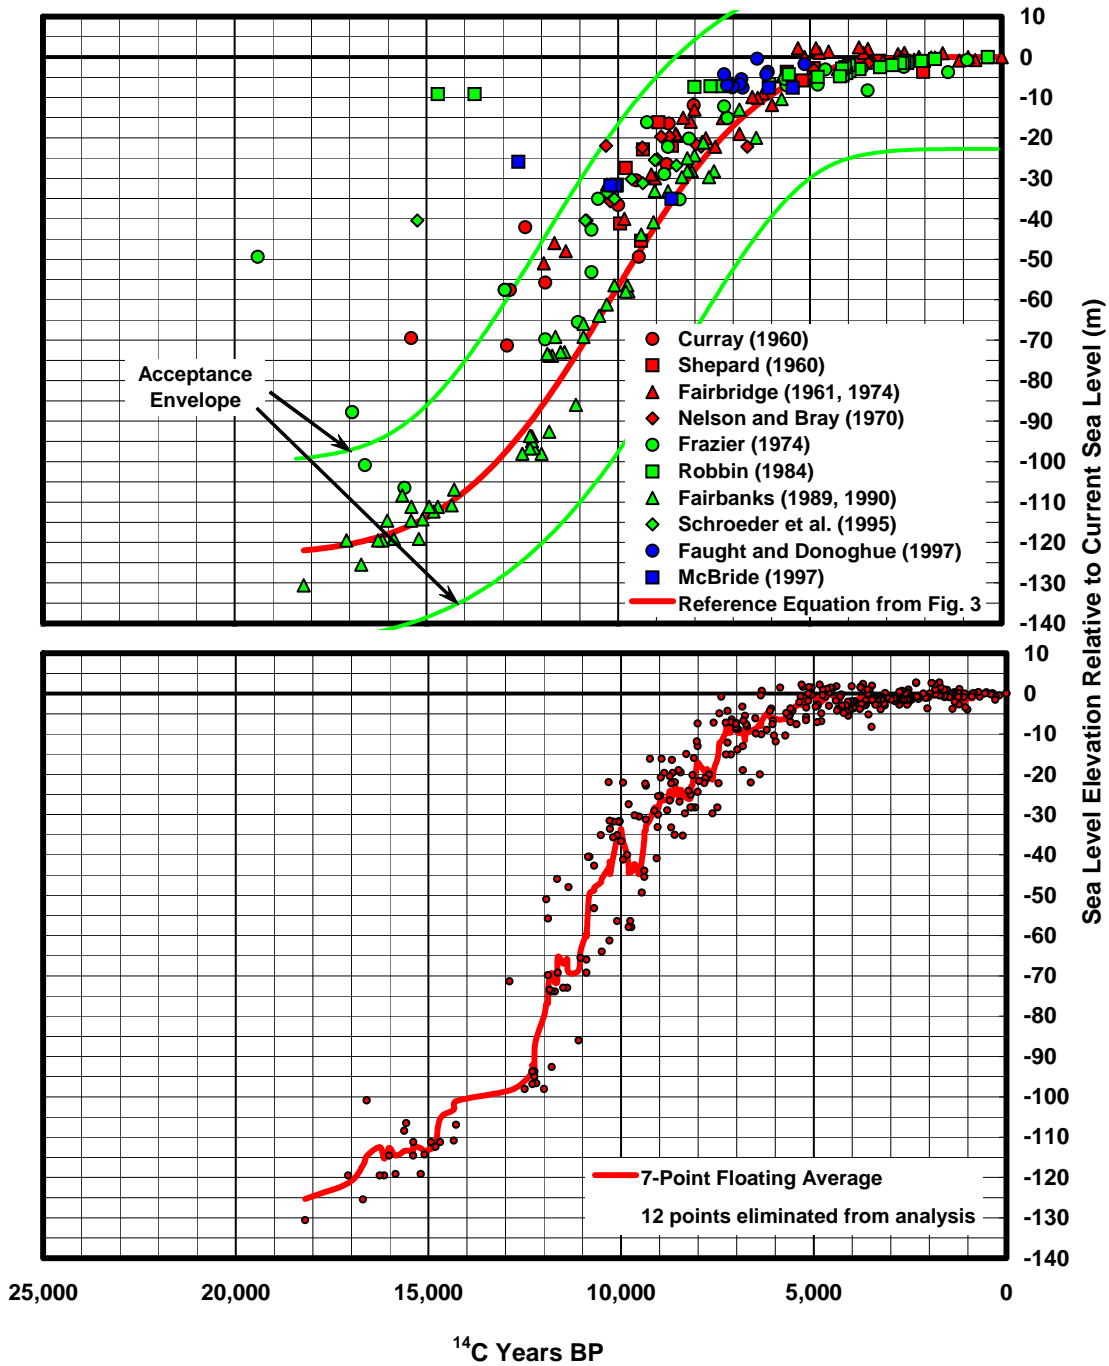 10
0
-10
-20
-30
-40
-50
-60
-70
-80
-90
-100
-110
-120
-130
-140
Acceptance
Envelope
Curray (1960)
Shepard (1960)
Fairbridge (1961, 1974)
Nelson and Bray (1970)
Frazier (1974)
Robbin (1984)
Fairbanks (1989, 1990)
Schroeder et al. (1995)
Faught and Donoghue (1997)
McBride (1997)
Reference Equation from Fig. 3
Sea Level Elevation Relative to Current Sea Level (m)
10
0
-10
-20
-30
-40
-50
-60
-70
-80
-90
-100
-110
-120
-130
-140
7-Point Floating Average
12 points eliminated from analysis
25,000 20,000 15,000 10,000 5,000 0
¹⁴C Years BP